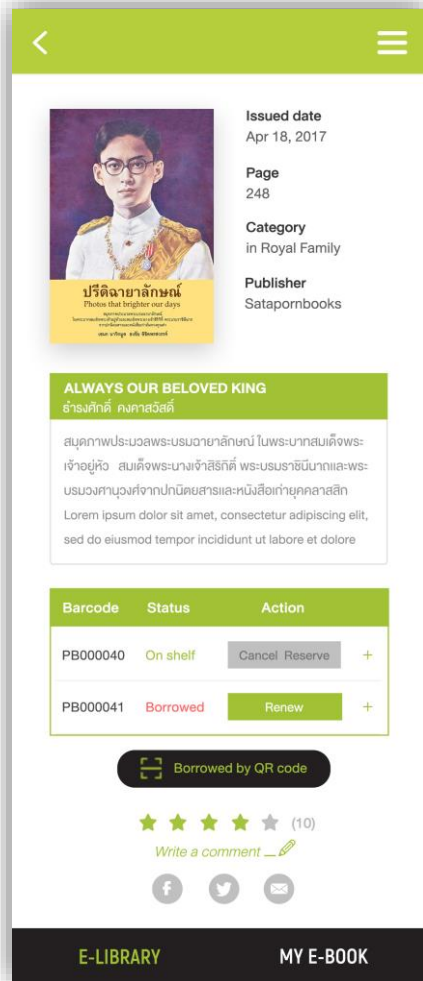 Issued date
Apr 18, 2017
Page
248
Category
in Royal Family
Publisher
Satapornbooks
ปรีดิฉายาลักษณ์
Photos that brighter our days
ALWAYS OUR BELOVED KING
ธำรงศักดิ์ คงคาสวัสดิ์
สมุดภาพประมวลพระบรมฉายาลักษณ์ ในพระบาทสมเด็จพระ
เจ้าอยู่หัว สมเด็จพระนางเจ้าสิริกิติ์ พระบรมราชินีนาถและพระ
บรมวงศานุวงศ์จากปกนิตยสารและหนังสือเก่ายุคคลาสสิก
Lorem ipsum dolor sit amet, consectetur adipiscing elit,
sed do eiusmod tempor incididunt ut labore et dolore
Barcode Status Action
PB000040 On shelf Cancel Reserve +
PB000041 Borrowed Renew +
Borrowed by QR code
(10)
Write a comment
E-LIBRARY MY E-BOOK